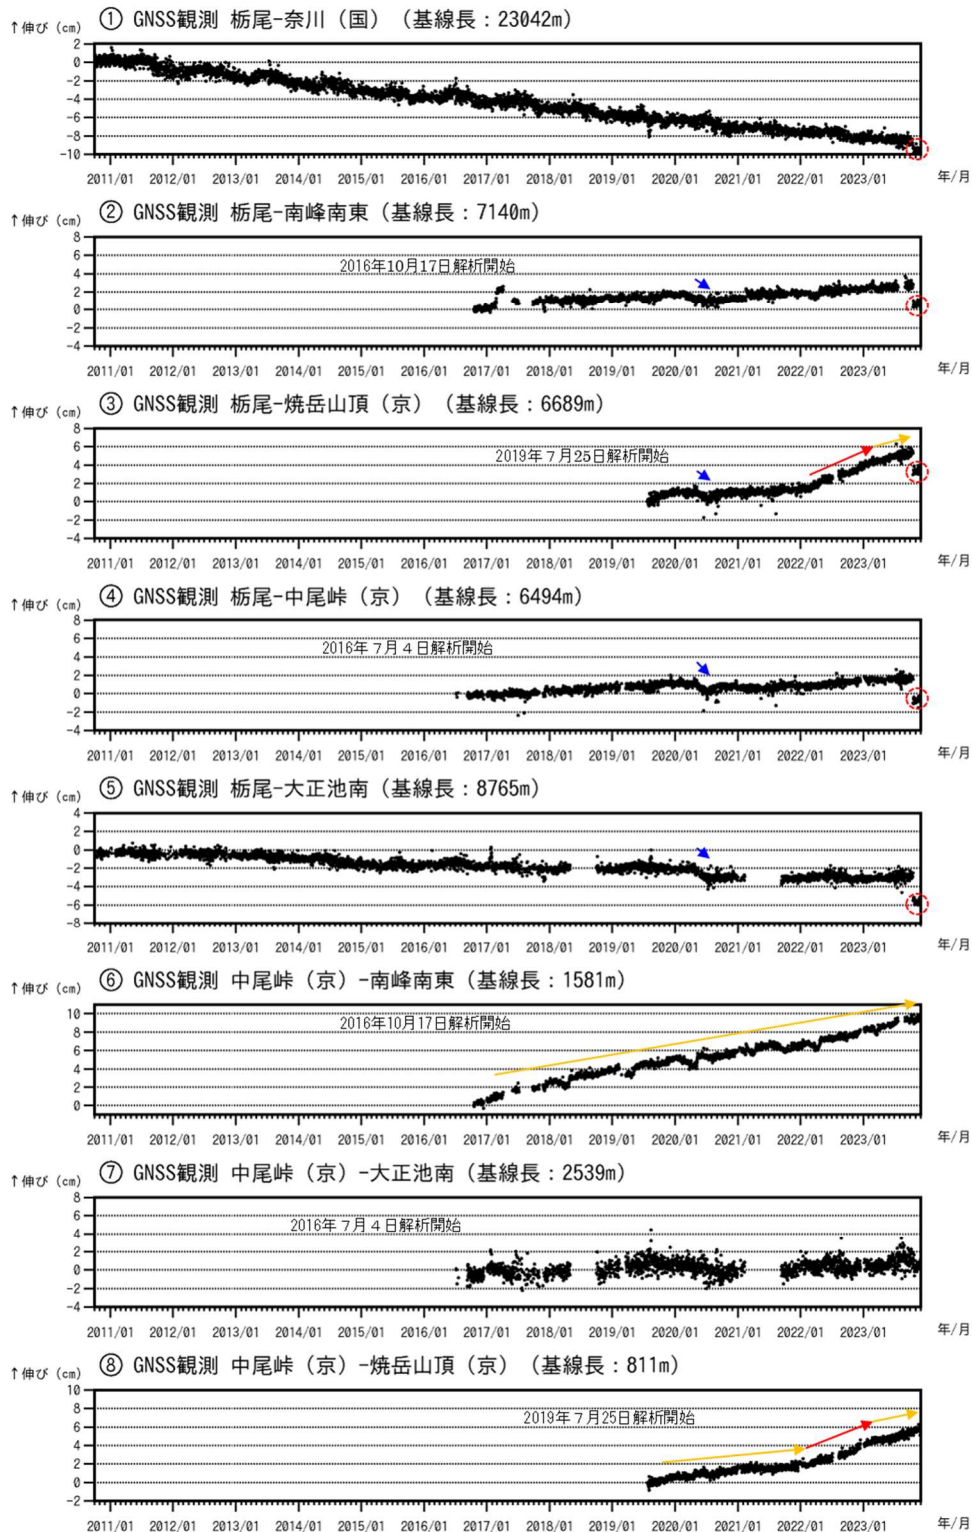 ① GNSS観測 栃尾-奈川（国）（基線長：23042m）
↑伸び（cm）
2
0
-2
-4
-6
-8
-10
2011/01 2012/01 2013/01 2014/01 2015/01 2016/01 2017/01 2018/01 2019/01 2020/01 2021/01 2022/01 2023/01 年/月
② GNSS観測 栃尾-南峰南東（基線長：7140m）
↑伸び（cm）
8
6
2016年10月17日解析開始
4
2
0
-2
-4
2011/01 2012/01 2013/01 2014/01 2015/01 2016/01 2017/01 2018/01 2019/01 2020/01 2021/01 2022/01 2023/01 年/月
③ GNSS観測 栃尾-焼岳山頂（京）（基線長：6689m）
↑伸び（cm）
8
6
2019年７月25日解析開始
4
2
0
-2
-4
2011/01 2012/01 2013/01 2014/01 2015/01 2016/01 2017/01 2018/01 2019/01 2020/01 2021/01 2022/01 2023/01 年/月
④ GNSS観測 栃尾-中尾峠（京）（基線長：6494m）
↑伸び（cm）
8
6
2016年７月４日解析開始
4
2
0
-2
-4
2011/01 2012/01 2013/01 2014/01 2015/01 2016/01 2017/01 2018/01 2019/01 2020/01 2021/01 2022/01 2023/01 年/月
⑤ GNSS観測 栃尾-大正池南（基線長：8765m）
↑伸び（cm）
4
2
0
-2
-4
-6
-8
2011/01 2012/01 2013/01 2014/01 2015/01 2016/01 2017/01 2018/01 2019/01 2020/01 2021/01 2022/01 2023/01 年/月
⑥ GNSS観測 中尾峠（京）-南峰南東（基線長：1581m）
↑伸び（cm）
10
2016年10月17日解析開始
8
6
4
2
0
2011/01 2012/01 2013/01 2014/01 2015/01 2016/01 2017/01 2018/01 2019/01 2020/01 2021/01 2022/01 2023/01 年/月
⑦ GNSS観測 中尾峠（京）-大正池南（基線長：2539m）
↑伸び（cm）
8
6
2016年７月４日解析開始
4
2
0
-2
-4
2011/01 2012/01 2013/01 2014/01 2015/01 2016/01 2017/01 2018/01 2019/01 2020/01 2021/01 2022/01 2023/01 年/月
⑧ GNSS観測 中尾峠（京）-焼岳山頂（京）（基線長：811m）
↑伸び（cm）
10
8
2019年７月25日解析開始
6
4
2
0
-2
2011/01 2012/01 2013/01 2014/01 2015/01 2016/01 2017/01 2018/01 2019/01 2020/01 2021/01 2022/01 2023/01 年/月